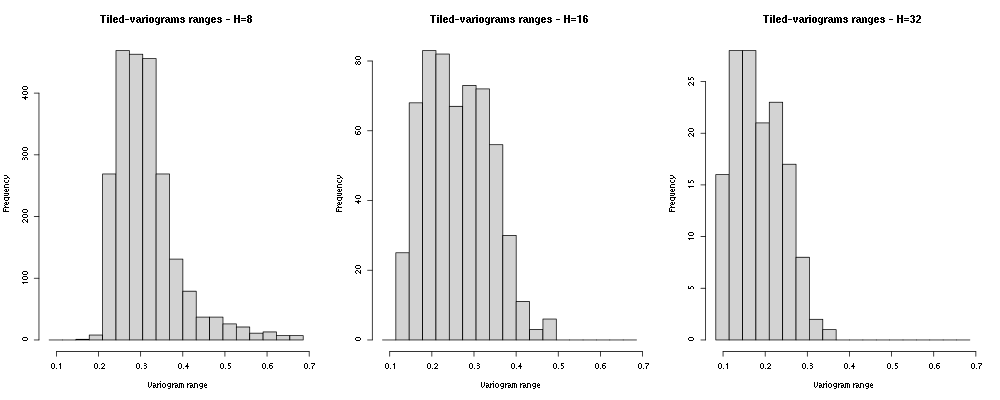 Tiled-variograms ranges - H=8
Frequency
0
100
200
300
400
0.1 0.2 0.3 0.4 0.5 0.6 0.7
Variogram range
Tiled-variograms ranges - H=16
Frequency
0
20
40
60
80
0.1 0.2 0.3 0.4 0.5 0.6 0.7
Variogram range
Tiled-variograms ranges - H=32
Frequency
0
5
10
15
20
25
0.1 0.2 0.3 0.4 0.5 0.6 0.7
Variogram range